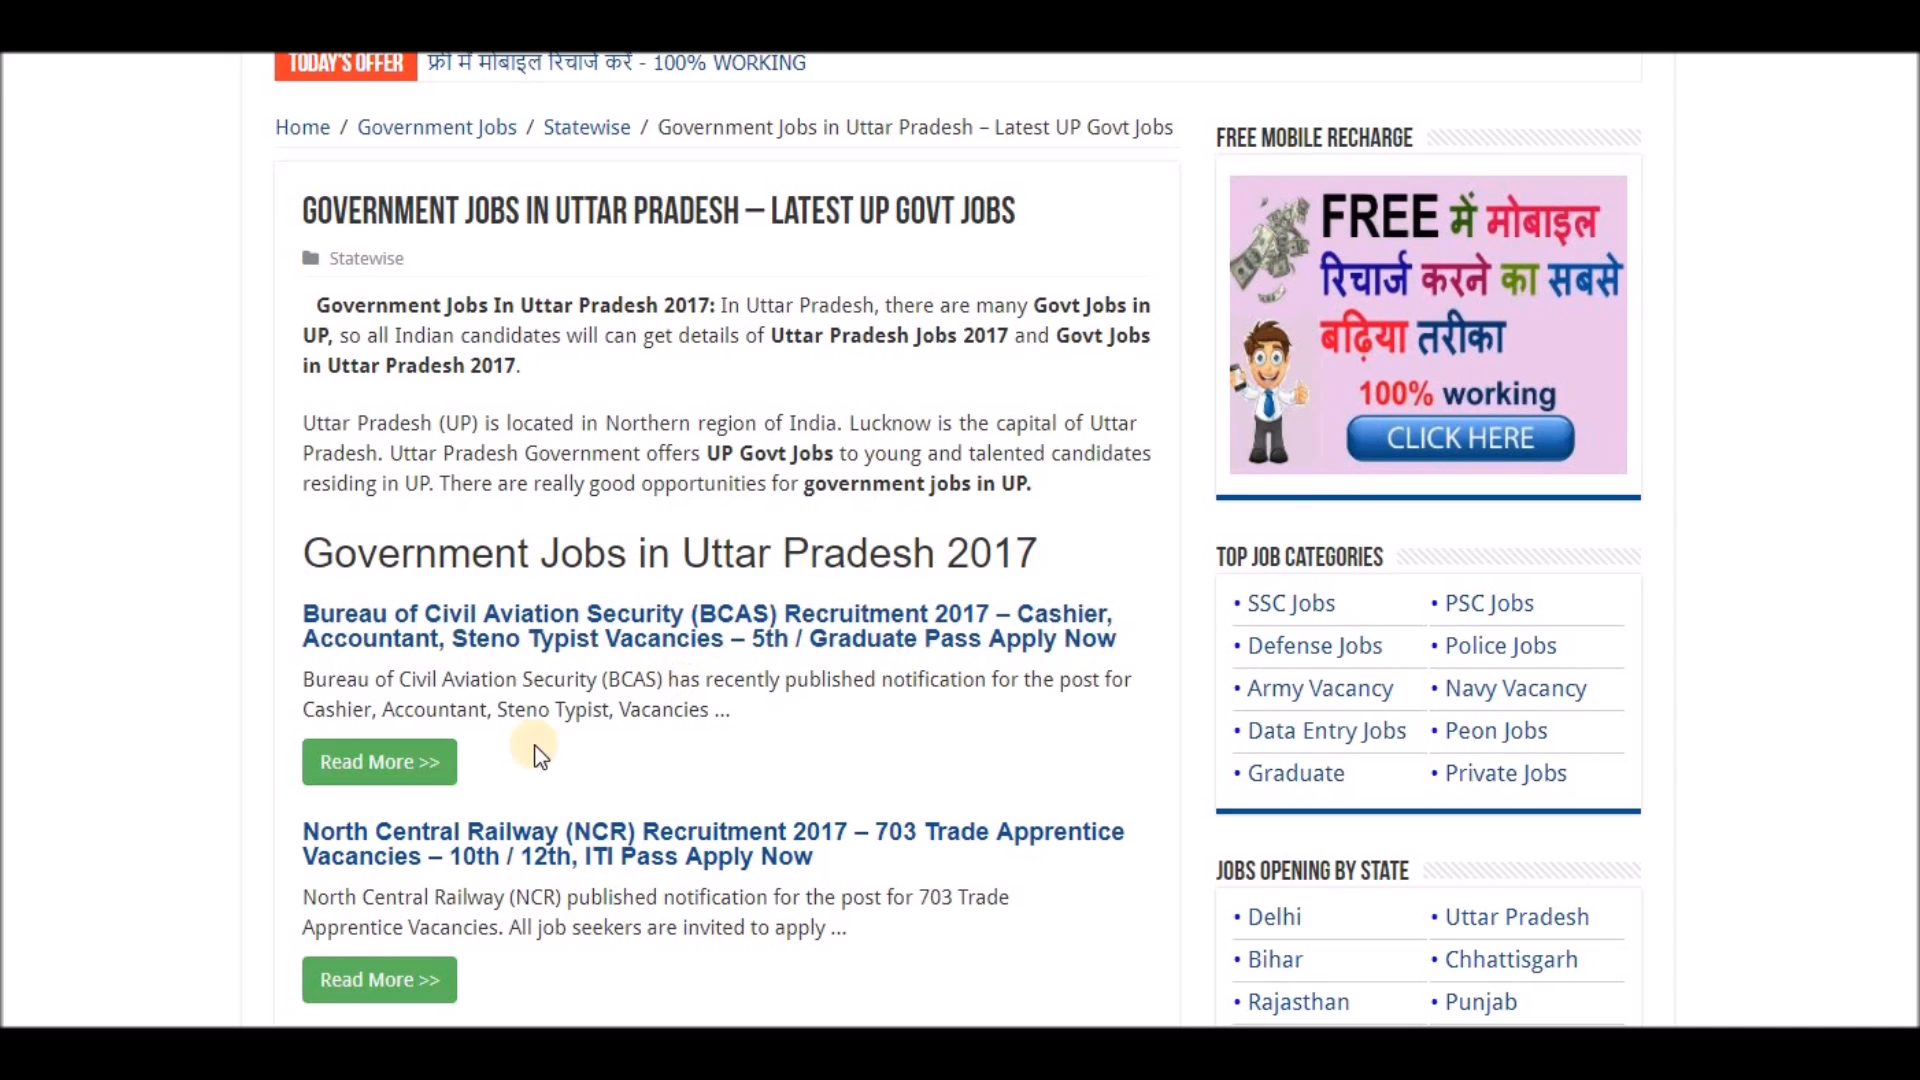 TODAY'S OFFER फ्री में मोबाइल रिचार्ज करें - 100% WORKING
Home / Government Jobs / Statewise / Government Jobs in Uttar Pradesh – Latest UP Govt Jobs
GOVERNMENT JOBS IN UTTAR PRADESH – LATEST UP GOVT JOBS
Statewise
Government Jobs In Uttar Pradesh 2017: In Uttar Pradesh, there are many Govt Jobs in
UP, so all Indian candidates will can get details of Uttar Pradesh Jobs 2017 and Govt Jobs
in Uttar Pradesh 2017.
Uttar Pradesh (UP) is located in Northern region of India. Lucknow is the capital of Uttar
Pradesh. Uttar Pradesh Government offers UP Govt Jobs to young and talented candidates
residing in UP. There are really good opportunities for government jobs in UP.
Government Jobs in Uttar Pradesh 2017
Bureau of Civil Aviation Security (BCAS) Recruitment 2017 – Cashier,
Accountant, Steno Typist Vacancies – 5th / Graduate Pass Apply Now
Bureau of Civil Aviation Security (BCAS) has recently published notification for the post for
Cashier, Accountant, Steno Typist, Vacancies ...
Read More >>
North Central Railway (NCR) Recruitment 2017 – 703 Trade Apprentice
Vacancies – 10th / 12th, ITI Pass Apply Now
North Central Railway (NCR) published notification for the post for 703 Trade
Apprentice Vacancies. All job seekers are invited to apply ...
Read More >>
FREE MOBILE RECHARGE
FREE में मोबाइल
रिचार्ज करने का सबसे
बढ़िया तरीका
100% working
CLICK HERE
TOP JOB CATEGORIES
• SSC Jobs • PSC Jobs
• Defense Jobs • Police Jobs
• Army Vacancy • Navy Vacancy
• Data Entry Jobs • Peon Jobs
• Graduate • Private Jobs
JOBS OPENING BY STATE
• Delhi • Uttar Pradesh
• Bihar • Chhattisgarh
• Rajasthan • Punjab